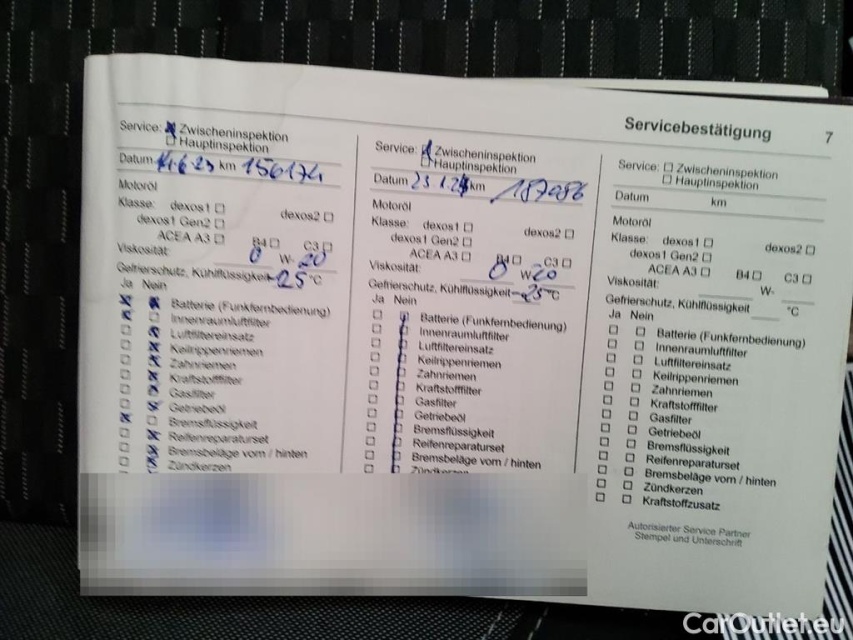 Servicebestätigung 7
Service: ☒ Zwischeninspektion
☐ Hauptinspektion
Datum 14.6.23 km 156174
Motoröl
Klasse: dexos1 ☐ dexos2 ☐
dexos1 Gen2 ☐
ACEA A3 ☐ B4 ☐ C3 ☐
Viskosität: 0 W- 20
Gefrierschutz, Kühlflüssigkeit -25 °C
Ja Nein
☒ ☒ Batterie (Funkfernbedienung)
☒ ☐ Innenraumluftfilter
☐ ☒ Luftfiltereinsatz
☐ ☒ Keilrippenriemen
☐ ☒ Zahnriemen
☐ ☒ Kraftstofffilter
☐ ☒ Gasfilter
☐ ☒ Getriebeöl
☒ ☐ Bremsflüssigkeit
☐ ☒ Reifenreparaturset
☐ ☒ Bremsbeläge vorn / hinten
☐ ☒ Zündkerzen
Service: ☒ Zwischeninspektion
☐ Hauptinspektion
Datum km 187086
Motoröl
Klasse: dexos1 ☐ dexos2 ☐
dexos1 Gen2 ☐
ACEA A3 ☐ B4 ☐ C3 ☐
Viskosität: 0 W 20
Gefrierschutz, Kühlflüssigkeit -25 °C
Ja Nein
☐ ☐ Batterie (Funkfernbedienung)
☐ ☐ Innenraumluftfilter
☐ ☐ Luftfiltereinsatz
☐ ☐ Keilrippenriemen
☐ ☐ Zahnriemen
☐ ☐ Kraftstofffilter
☐ ☐ Gasfilter
☐ ☐ Getriebeöl
☐ ☐ Bremsflüssigkeit
☐ ☐ Reifenreparaturset
☐ ☐ Bremsbeläge vorn / hinten
☐ ☐ Zündkerzen
Service: ☐ Zwischeninspektion
☐ Hauptinspektion
Datum km
Motoröl
Klasse: dexos1 ☐ dexos2 ☐
dexos1 Gen2 ☐
ACEA A3 ☐ B4 ☐ C3 ☐
Viskosität: W-
Gefrierschutz, Kühlflüssigkeit °C
Ja Nein
☐ ☐ Batterie (Funkfernbedienung)
☐ ☐ Innenraumluftfilter
☐ ☐ Luftfiltereinsatz
☐ ☐ Keilrippenriemen
☐ ☐ Zahnriemen
☐ ☐ Kraftstofffilter
☐ ☐ Gasfilter
☐ ☐ Getriebeöl
☐ ☐ Bremsflüssigkeit
☐ ☐ Reifenreparaturset
☐ ☐ Bremsbeläge vorn / hinten
☐ ☐ Zündkerzen
☐ ☐ Kraftstoffzusatz
Autorisierter Service Partner
Stempel und Unterschrift
CarOutlet.eu